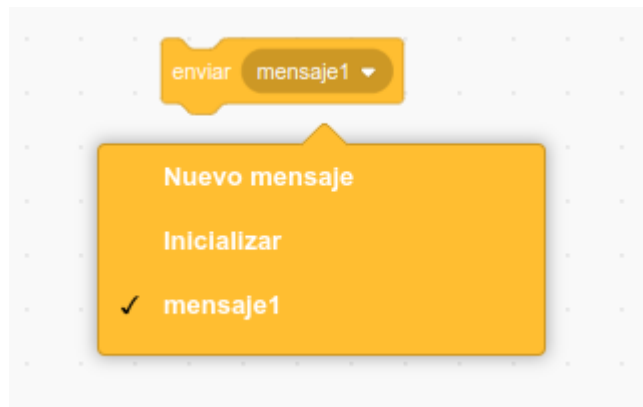 enviar mensaje1
Nuevo mensaje
Inicializar
✓ mensaje1